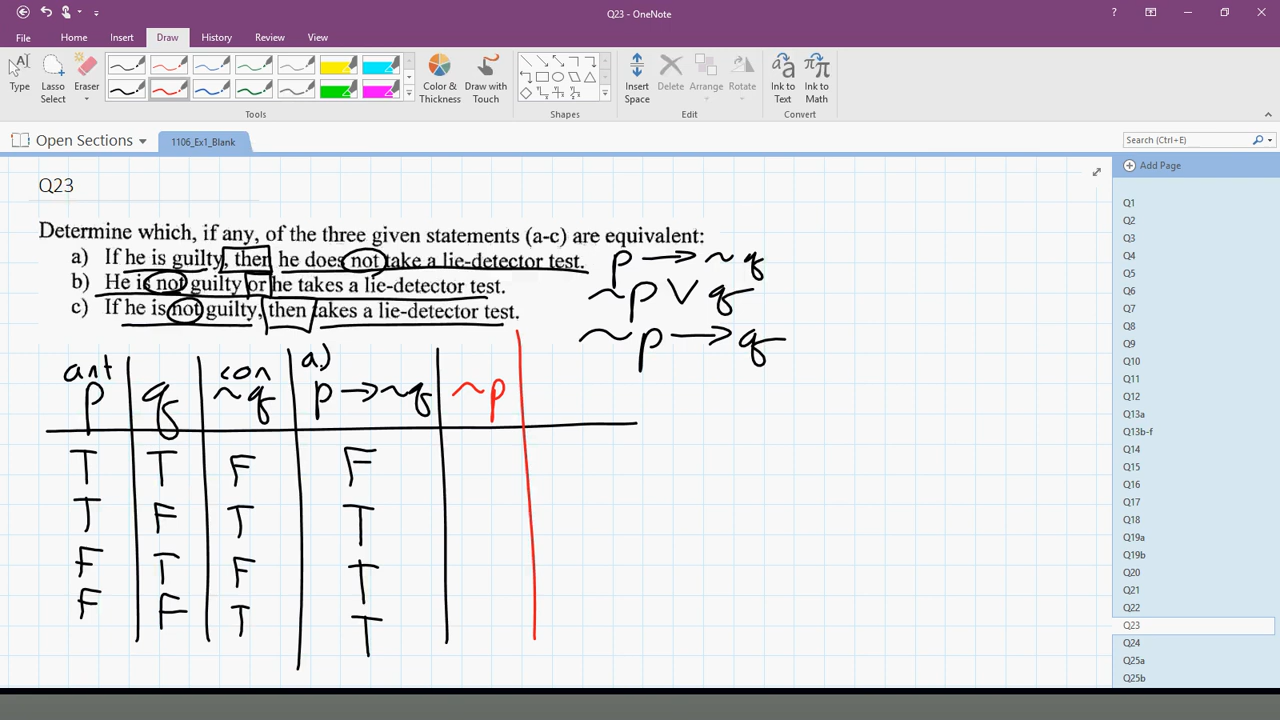 Q23 - OneNote
?
File Home Insert Draw History Review View
Type Lasso Select Eraser Color & Thickness Draw with Touch Insert Space Delete Arrange Rotate Ink to Text Ink to Math
Tools Shapes Edit Convert
Open Sections 1106_Ex1_Blank Search (Ctrl+E)
Q23
Determine which, if any, of the three given statements (a-c) are equivalent:
a) If he is guilty, then he does not take a lie-detector test. p → ~q
b) He is not guilty or he takes a lie-detector test. ~p ∨ q
c) If he is not guilty, then takes a lie-detector test. ~p → q
ant con a.)
p q ~q p → ~q ~p
T T F F
T F T T
F T F T
F F T T
Add Page
Q1
Q2
Q3
Q4
Q5
Q6
Q7
Q8
Q9
Q10
Q11
Q12
Q13a
Q13b-f
Q14
Q15
Q16
Q17
Q18
Q19a
Q19b
Q20
Q21
Q22
Q23
Q24
Q25a
Q25b